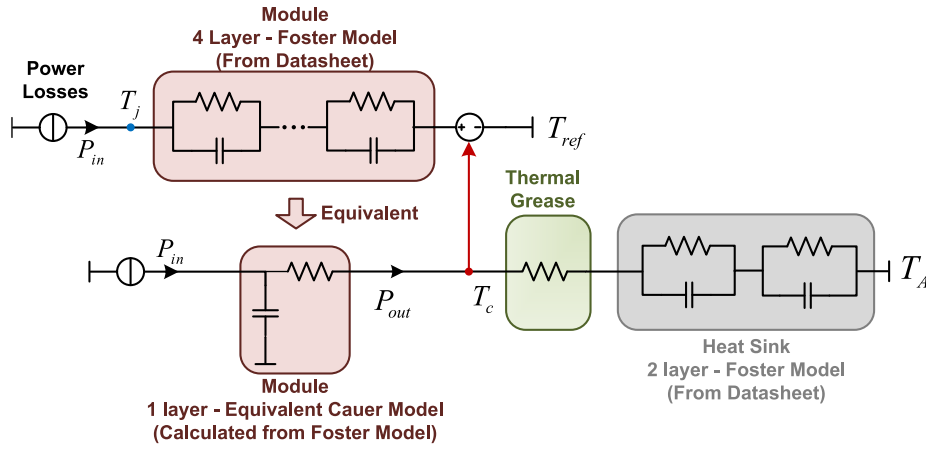 Module
4 Layer - Foster Model
(From Datasheet)
Power
Losses
T_j
P_in
+ -
T_ref
Equivalent
Thermal
Grease
P_in
P_out
T_c
T_A
Module
1 layer - Equivalent Cauer Model
(Calculated from Foster Model)
Heat Sink
2 layer - Foster Model
(From Datasheet)